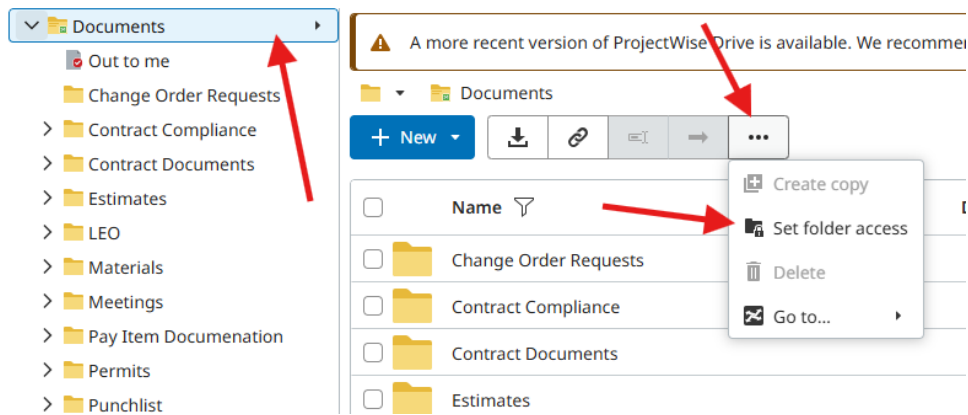 Documents
Out to me
Change Order Requests
Contract Compliance
Contract Documents
Estimates
LEO
Materials
Meetings
Pay Item Documenation
Permits
Punchlist
A more recent version of ProjectWise Drive is available. We recommen
Documents
New
Name
Change Order Requests
Contract Compliance
Contract Documents
Estimates
Create copy
Set folder access
Delete
Go to...